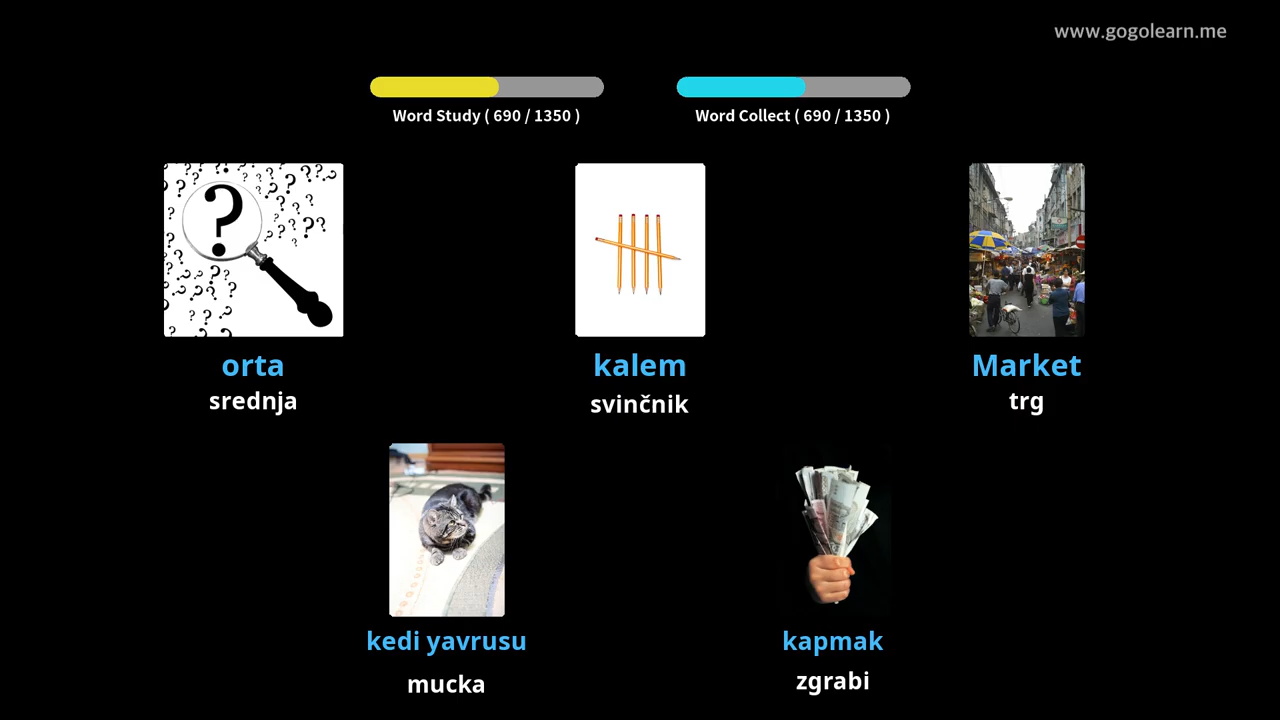 www.gogolearn.me
Word Study ( 690 / 1350 )
Word Collect ( 690 / 1350 )
orta
srednja
kalem
svinčnik
Market
trg
kedi yavrusu
mucka
kapmak
zgrabi